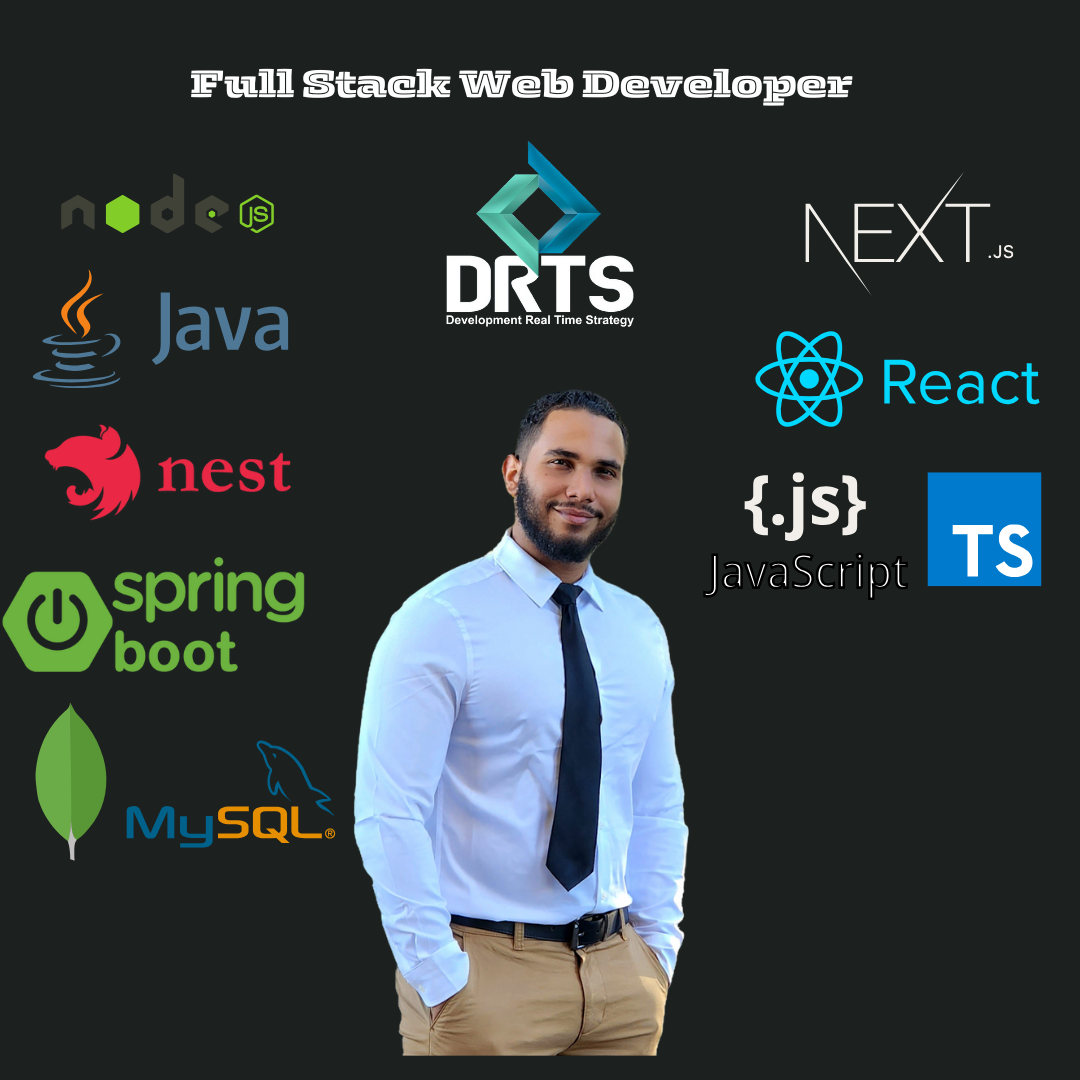 Full Stack Web Developer
node JS
DRTS
Development Real Time Strategy
NEXT.JS
Java
React
nest
{.js}
JavaScript
TS
spring
boot
MySQL®